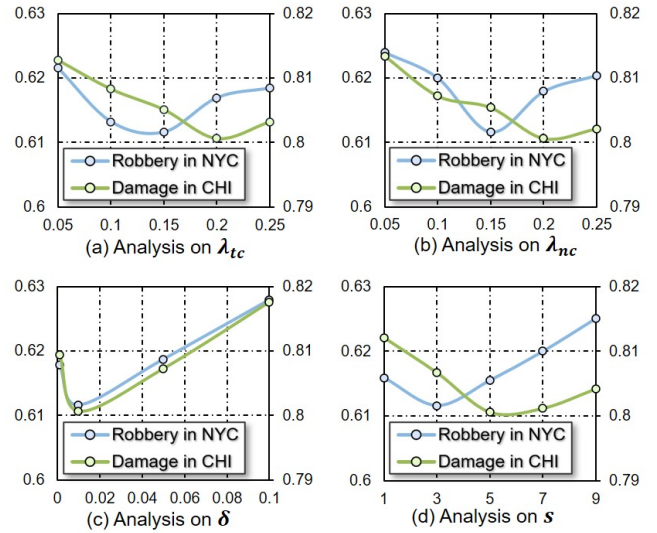 0.63 0.82 0.63 0.82
0.62 0.81 0.62 0.81
0.61 0.8 0.61 0.8
Robbery in NYC Robbery in NYC
Damage in CHI Damage in CHI
0.6 0.79 0.6 0.79
0.05 0.1 0.15 0.2 0.25 0.05 0.1 0.15 0.2 0.25
(a) Analysis on λtc (b) Analysis on λnc
0.63 0.82 0.63 0.82
0.62 0.81 0.62 0.81
0.61 0.8 0.61 0.8
Robbery in NYC Robbery in NYC
Damage in CHI Damage in CHI
0.6 0.79 0.6 0.79
0 0.02 0.04 0.06 0.08 0.1 1 3 5 7 9
(c) Analysis on δ (d) Analysis on s